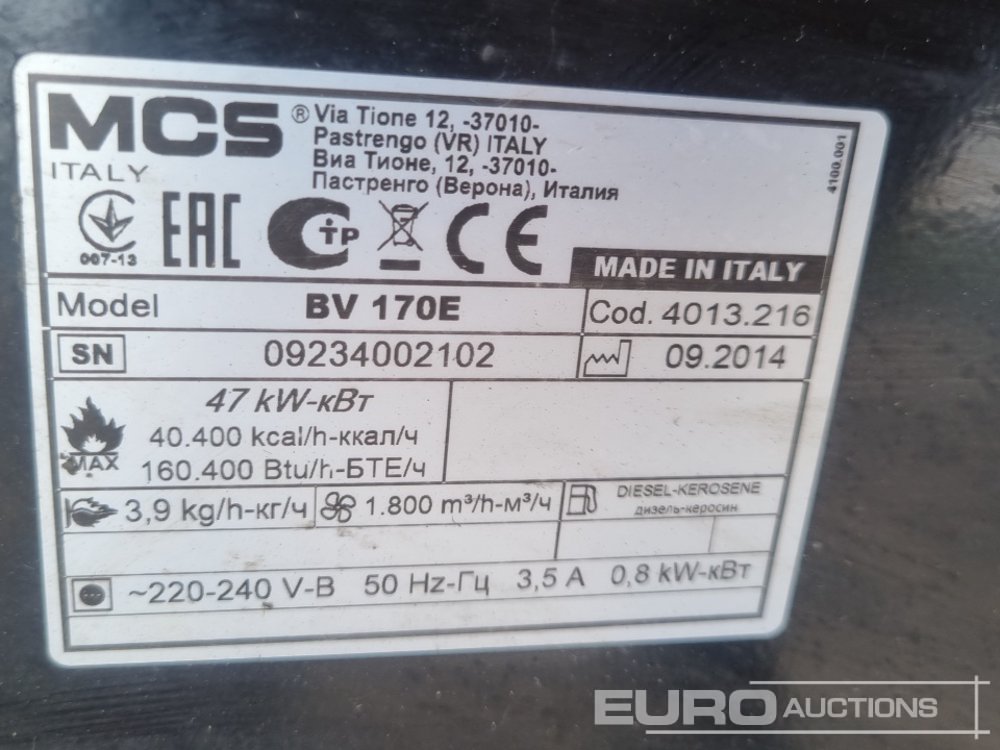 MCS ® Via Tione 12, -37010-
Pastrengo (VR) ITALY
Виа Тионе, 12, -37010-
Пастренго (Верона), Италия
ITALY
4100.001
007-13
EAC
CTP
CE
MADE IN ITALY
Model BV 170E Cod. 4013.216
SN 09234002102 09.2014
47 kW-кВт
40.400 kcal/h-ккал/ч
MAX 160.400 Btu/h-БТЕ/ч
3,9 kg/h-кг/ч 1.800 m³/h-м³/ч DIESEL-KEROSENE
дизель-керосин
~220-240 V-В 50 Hz-Гц 3,5 A 0,8 kW-кВт
EURO AUCTIONS